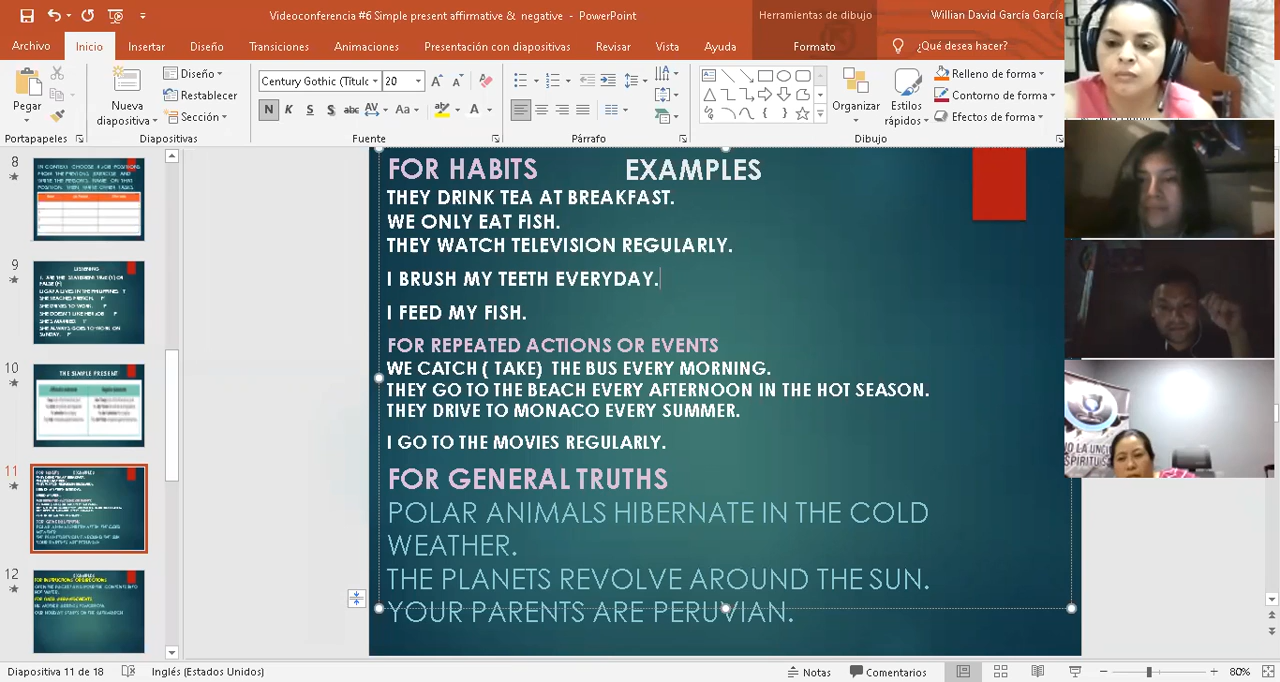 Videoconferencia #6 Simple present affirmative & negative - PowerPoint
Herramientas de dibujo
Willian David García García
Archivo
Inicio
Insertar
Diseño
Transiciones
Animaciones
Presentación con diapositivas
Revisar
Vista
Ayuda
Formato
¿Qué desea hacer?
Pegar
Nueva diapositiva
Diseño
Restablecer
Sección
Century Gothic (Títulc
20
N K S S abc AV Aa A
Organizar
Estilos rápidos
Relleno de forma
Contorno de forma
Efectos de forma
Portapapeles
Diapositivas
Fuente
Párrafo
Dibujo
8
9
LISTENING
10
THE SIMPLE PRESENT
11
12
FOR HABITS EXAMPLES
THEY DRINK TEA AT BREAKFAST.
WE ONLY EAT FISH.
THEY WATCH TELEVISION REGULARLY.
I BRUSH MY TEETH EVERYDAY.
I FEED MY FISH.
FOR REPEATED ACTIONS OR EVENTS
WE CATCH ( TAKE) THE BUS EVERY MORNING.
THEY GO TO THE BEACH EVERY AFTERNOON IN THE HOT SEASON.
THEY DRIVE TO MONACO EVERY SUMMER.
I GO TO THE MOVIES REGULARLY.
FOR GENERAL TRUTHS
POLAR ANIMALS HIBERNATE IN THE COLD
WEATHER.
THE PLANETS REVOLVE AROUND THE SUN.
YOUR PARENTS ARE PERUVIAN.
Diapositiva 11 de 18
Inglés (Estados Unidos)
Notas
Comentarios
80%